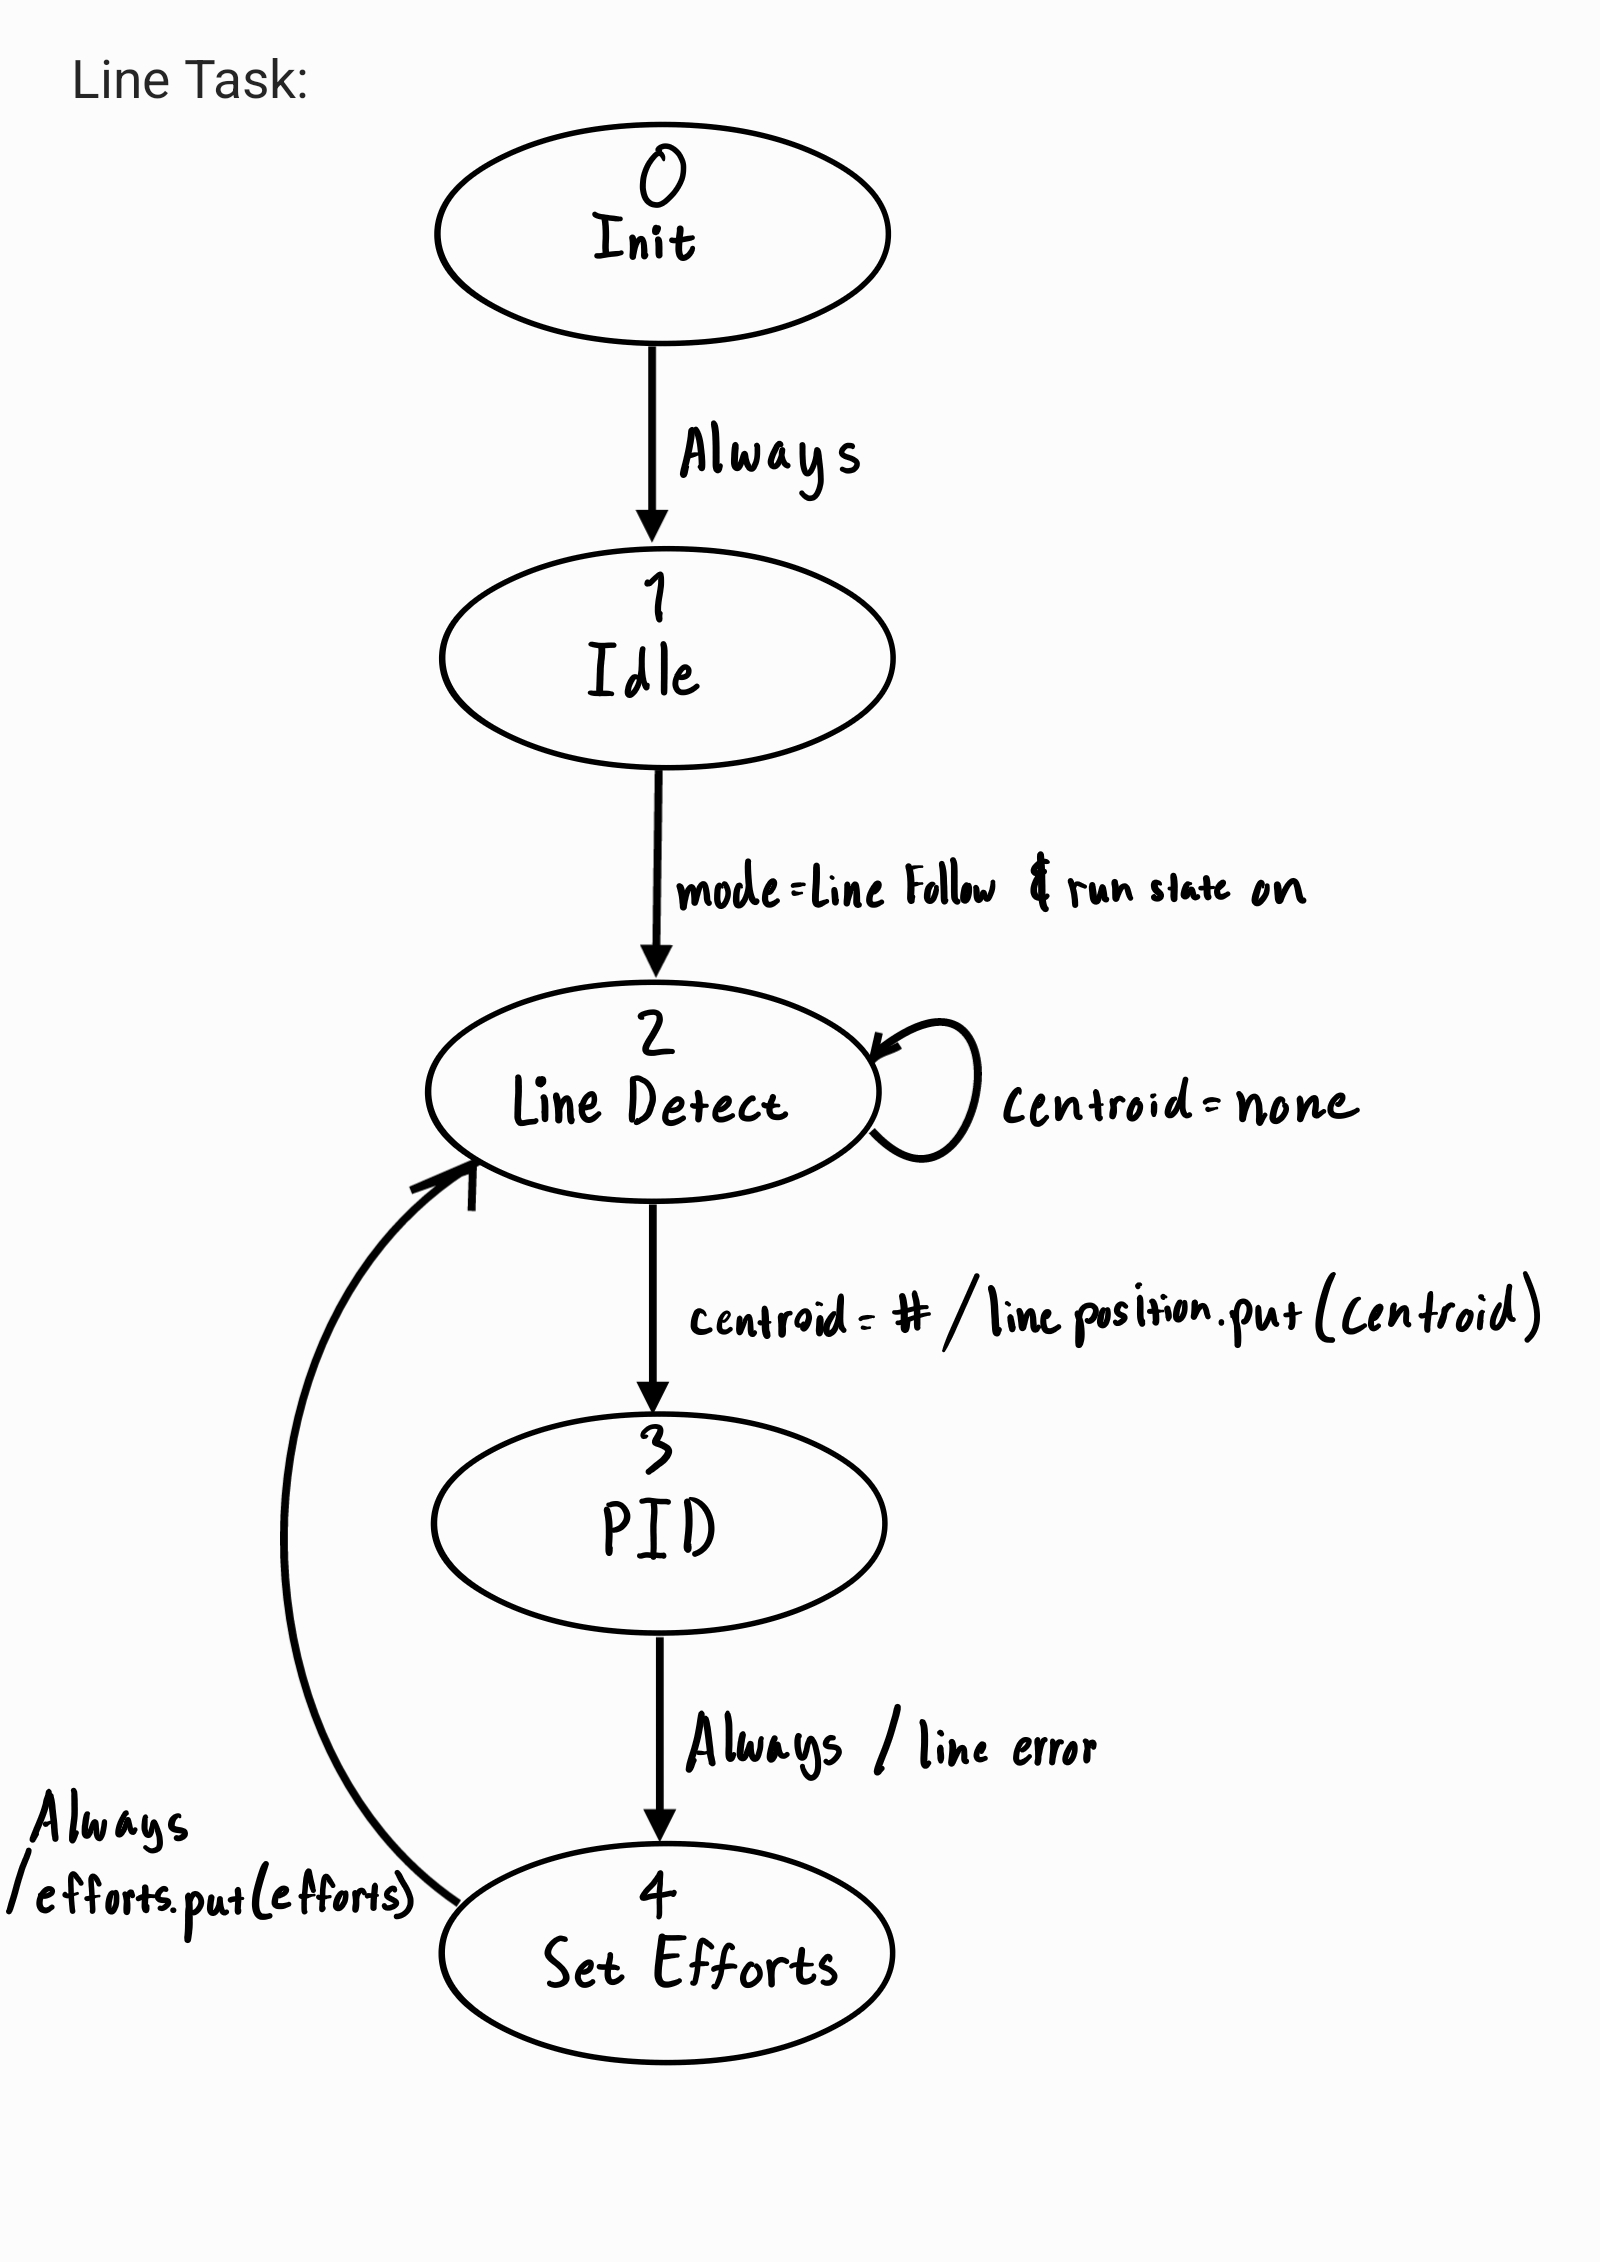 Line Task:
0
Init
Always
1
Idle
mode=Line Follow & run state on
2
Line Detect
centroid=none
centroid=#/line position.put(centroid)
3
PID
Always / line error
Always
/efforts.put(efforts)
4
Set Efforts